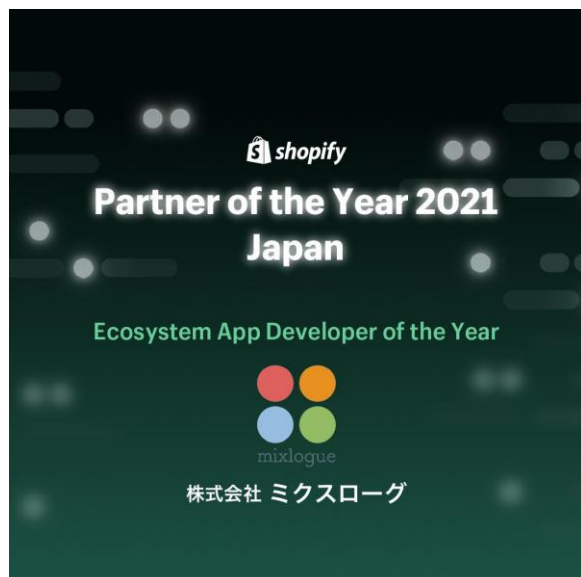 shopify
Partner of the Year 2021
Japan
Ecosystem App Developer of the Year
mixlogue
株式会社 ミクスローグ